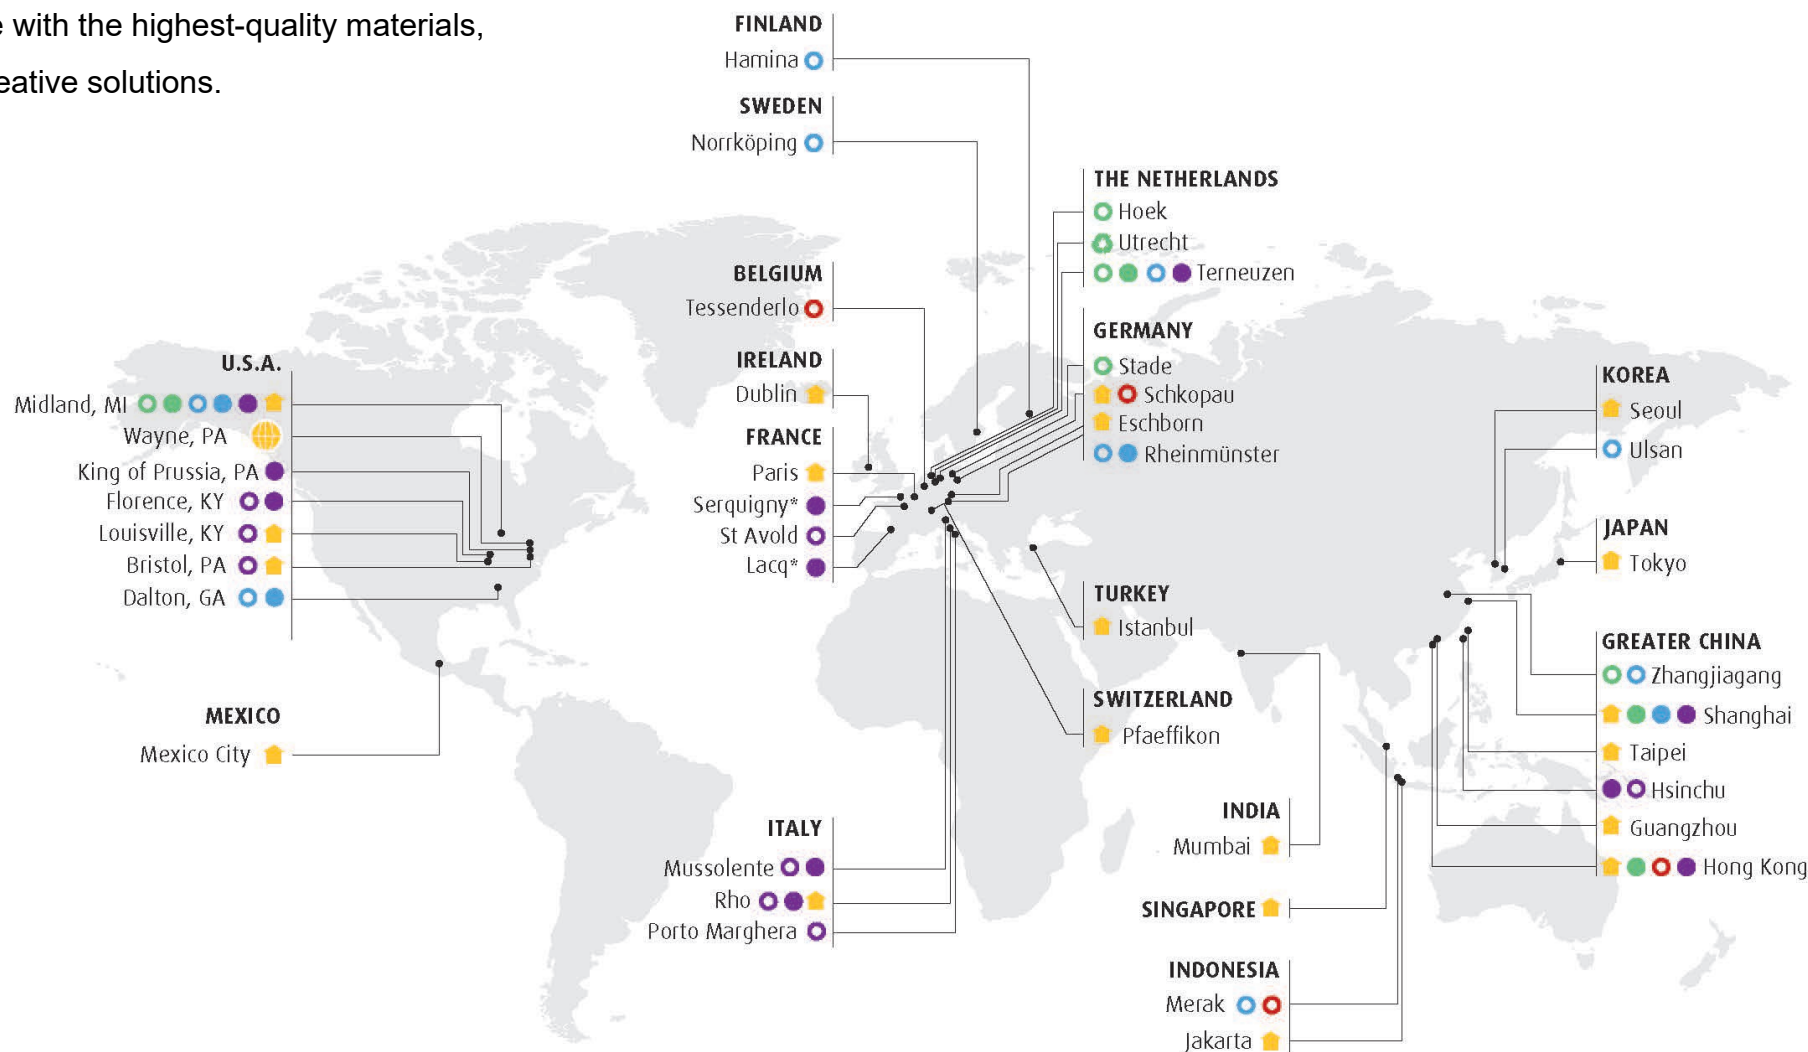 e with the highest-quality materials,
eative solutions.
FINLAND
Hamina
SWEDEN
Norrköping
BELGIUM
Tessenderlo
IRELAND
Dublin
FRANCE
Paris
Serquigny*
St Avold
Lacq*
THE NETHERLANDS
Hoek
Utrecht
Terneuzen
GERMANY
Stade
Schkopau
Eschborn
Rheinmünster
U.S.A.
Midland, MI
Wayne, PA
King of Prussia, PA
Florence, KY
Louisville, KY
Bristol, PA
Dalton, GA
MEXICO
Mexico City
ITALY
Mussolente
Rho
Porto Marghera
TURKEY
Istanbul
SWITZERLAND
Pfaeffikon
INDIA
Mumbai
SINGAPORE
INDONESIA
Merak
Jakarta
KOREA
Seoul
Ulsan
JAPAN
Tokyo
GREATER CHINA
Zhangjiagang
Shanghai
Taipei
Hsinchu
Guangzhou
Hong Kong